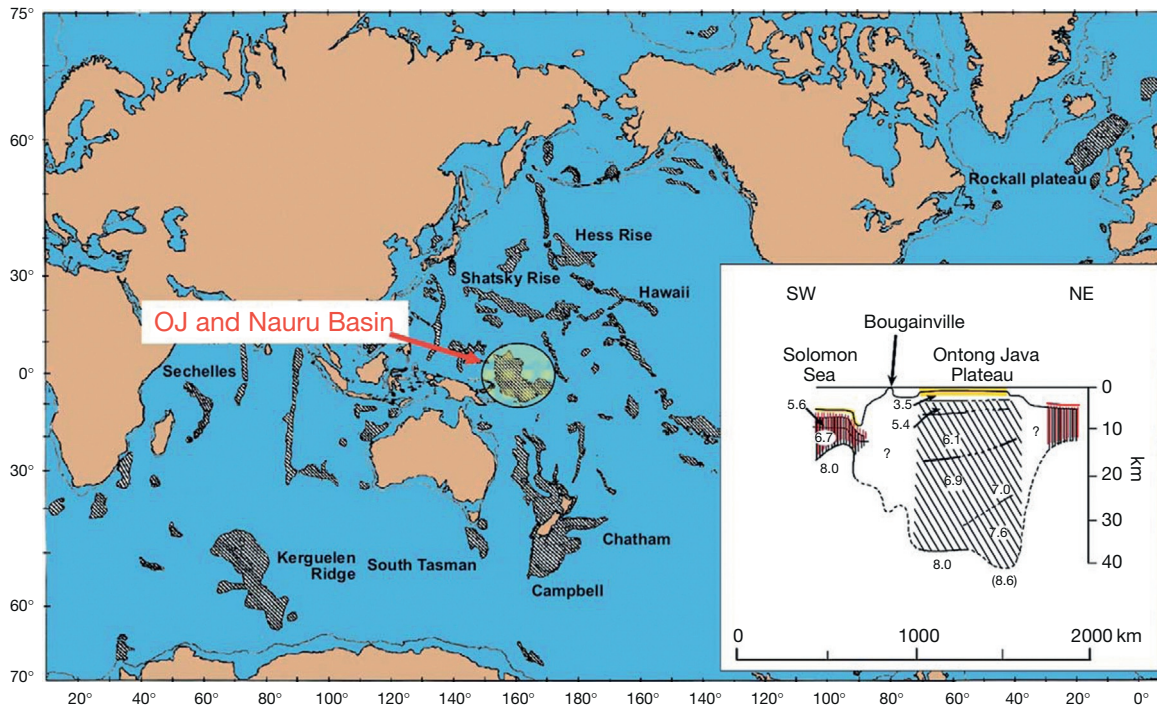 75°
60°
Rockall plateau
Hess Rise
30°
Shatsky Rise
Hawaii
OJ and Nauru Basin
0°
Sechelles
30°
Chatham
Kerguelen
Ridge
South Tasman
Campbell
60°
70°
20° 40° 60° 80° 100° 120° 140° 160° 180° 160° 140° 120° 100° 80° 60° 40° 20° 0°
SW NE
Bougainville
Solomon
Sea
Ontong Java
Plateau
0
5.6
3.5
5.4
6.7
?
6.1
?
10
8.0
6.9
7.0
20
km
7.6
30
8.0
(8.6)
40
0 1000 2000 km